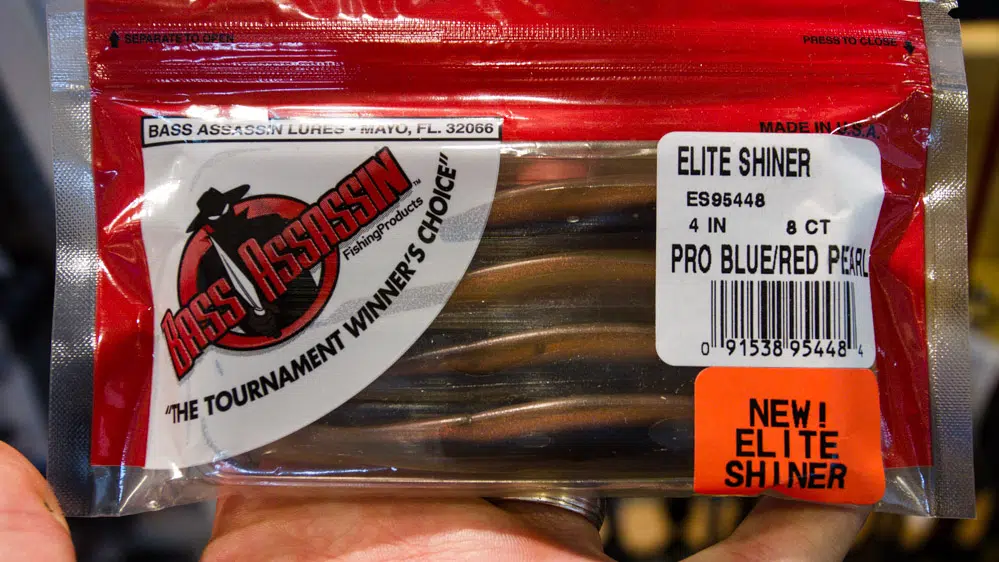 SEPARATE TO OPEN
PRESS TO CLOSE
BASS ASSASSIN LURES • MAYO, FL. 32066
MADE IN U.S.A.
BASS ASSASSIN™
FishingProducts
"THE TOURNAMENT WINNER'S CHOICE"
ELITE SHINER
ES95448
4 IN 8 CT
PRO BLUE/RED PEARL
0 91538 95448 4
NEW!
ELITE
SHINER